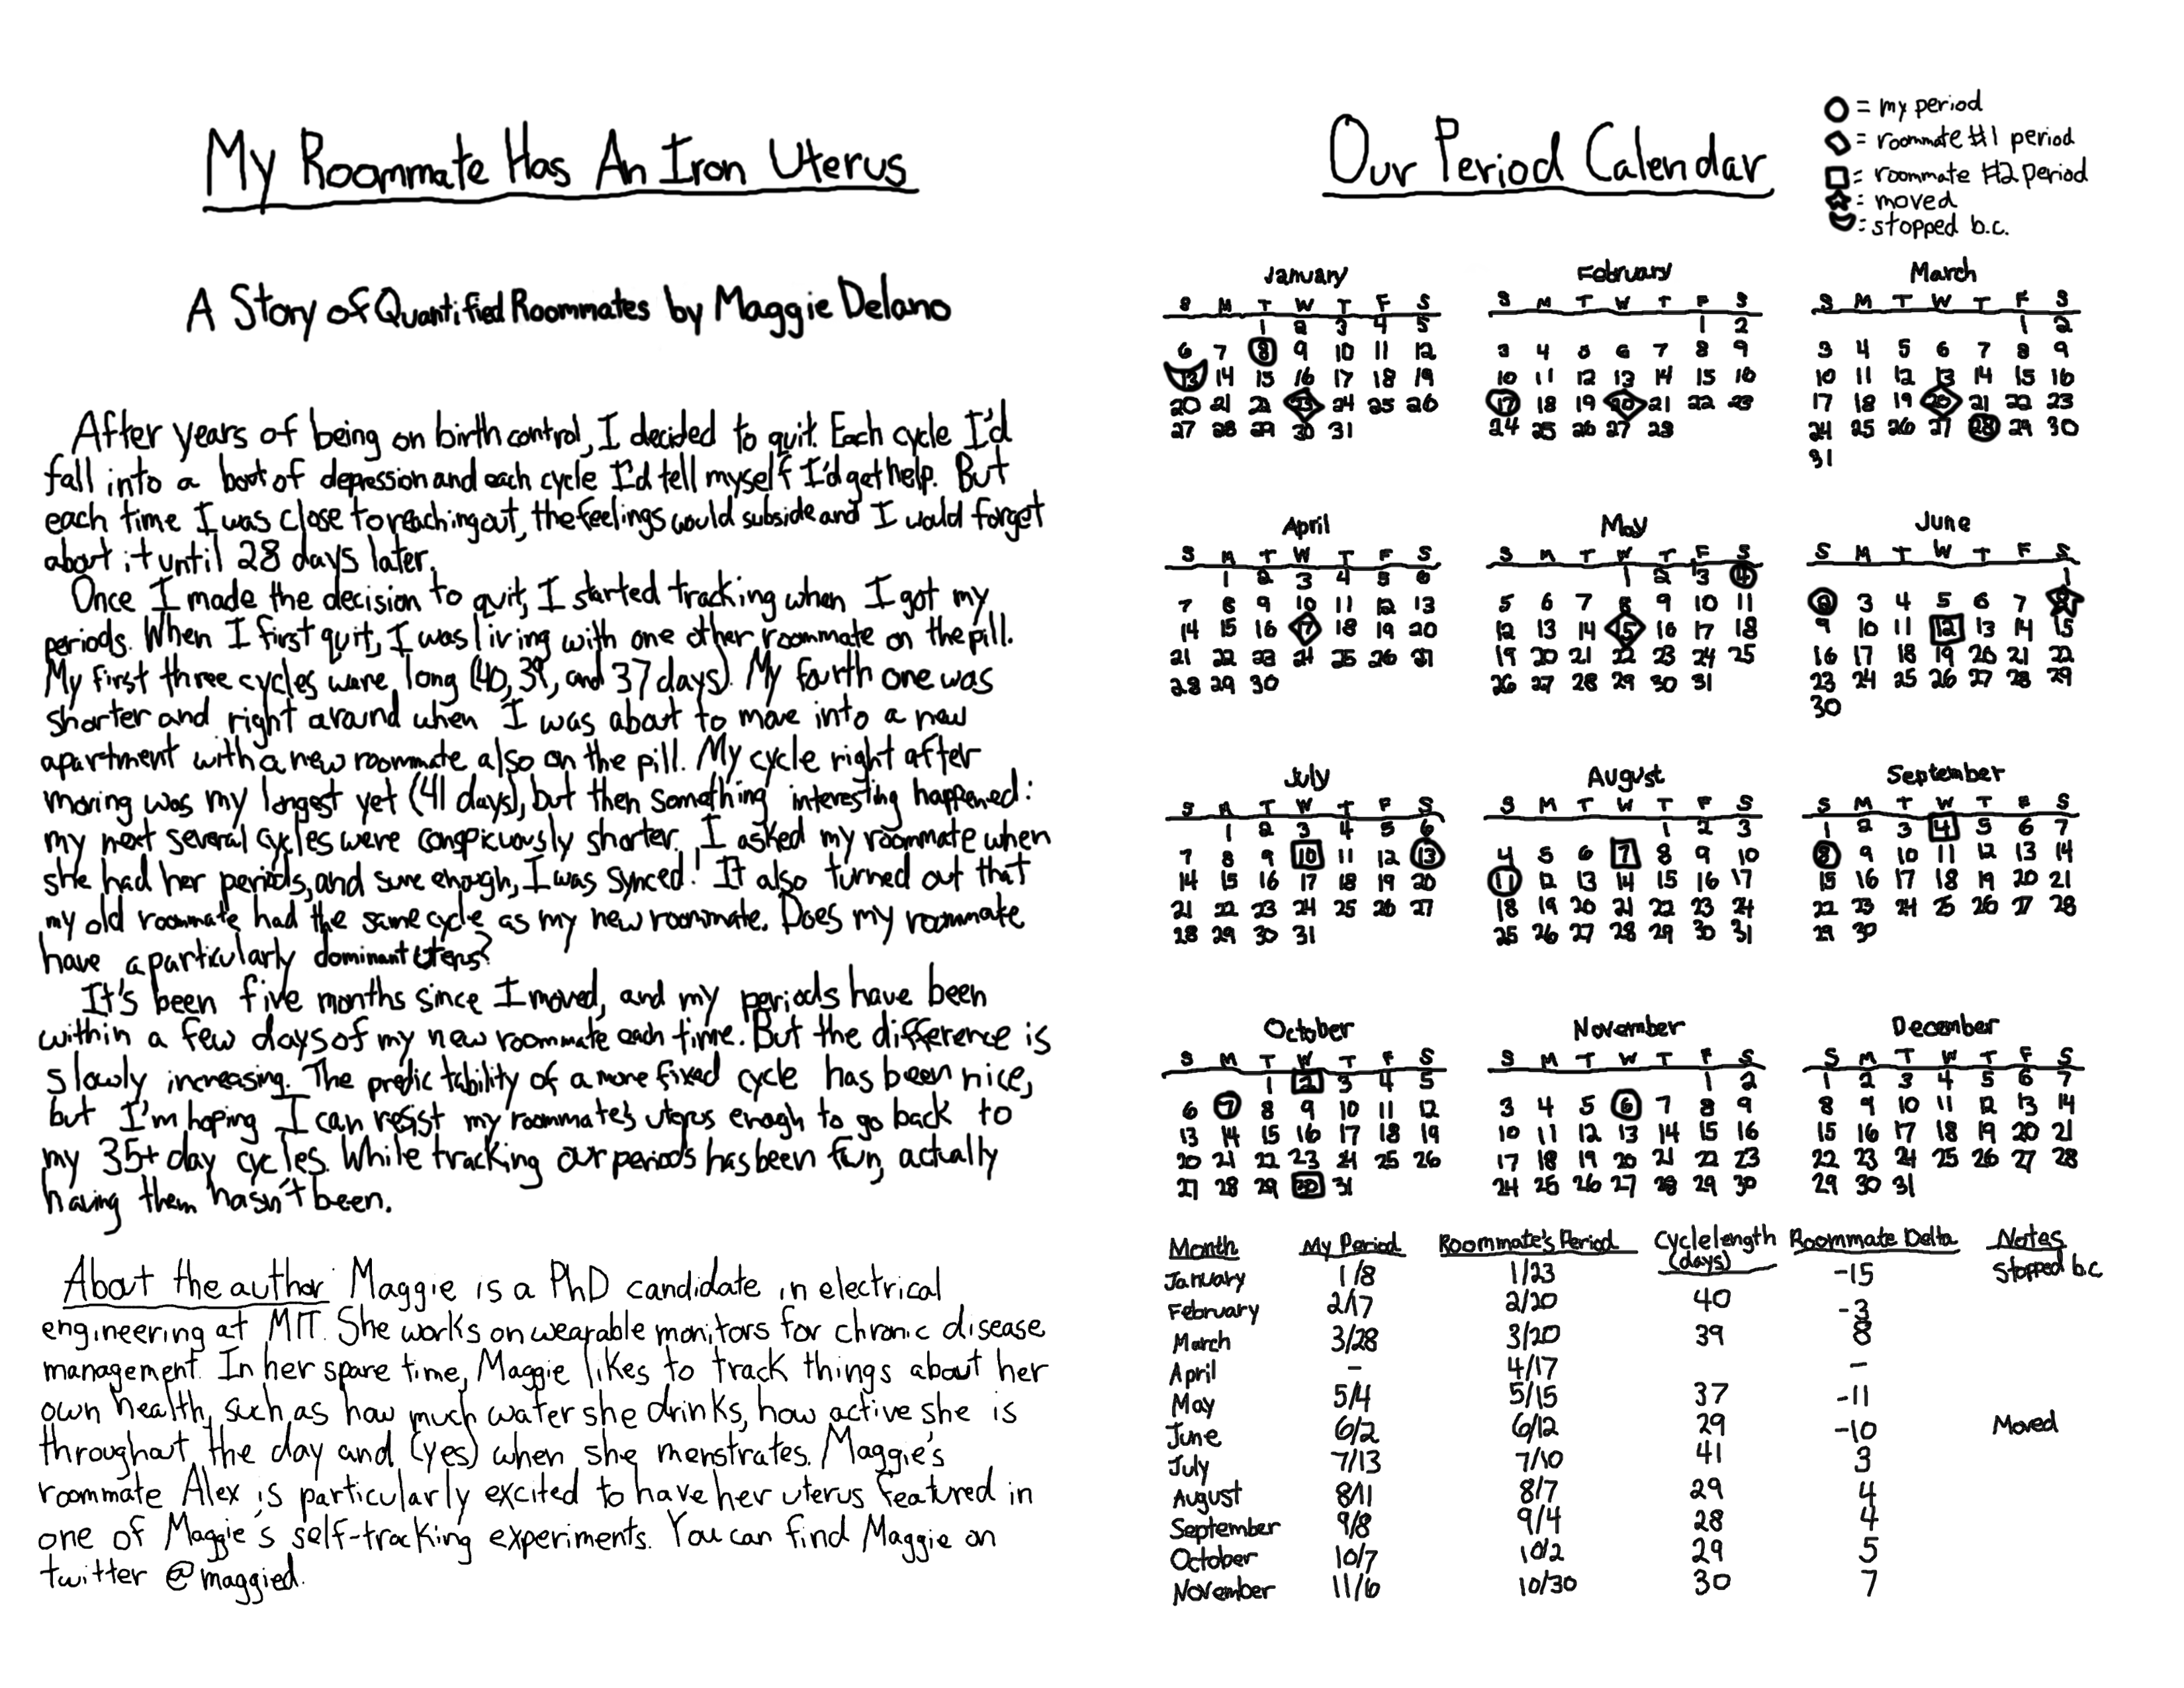 My Roommate Has An Iron Uterus
A Story of Quantified Roommates by Maggie Delano
After years of being on birth control, I decided to quit. Each cycle I'd
fall into a bout of depression and each cycle I'd tell myself I'd get help. But
each time I was close to reaching out, the feelings would subside and I would forget
about it until 28 days later.
Once I made the decision to quit, I started tracking when I got my
periods. When I first quit, I was living with one other roommate on the pill.
My first three cycles were long (40, 39, and 37 days). My fourth one was
shorter and right around when I was about to move into a new
apartment with a new roommate also on the pill. My cycle right after
moving was my longest yet (41 days), but then something interesting happened:
my next several cycles were conspicuously shorter. I asked my roommate when
she had her periods, and sure enough, I was synced! It also turned out that
my old roommate had the same cycle as my new roommate. Does my roommate
have a particularly dominant uterus?
It's been five months since I moved, and my periods have been
within a few days of my new roommate each time. But the difference is
slowly increasing. The predictability of a more fixed cycle has been nice,
but I'm hoping I can resist my roommate's uterus enogh to go back to
my 35+ day cycles. While tracking our periods has been fun, actually
having them hasn't been.
About the author: Maggie is a PhD candidate in electrical
engineering at MIT. She works on wearable monitors for chronic disease
management. In her spare time, Maggie likes to track things about her
own health, such as how much water she drinks, how active she is
throughout the day and (yes) when she menstrates. Maggie's
roommate Alex is particularly excited to have her uterus featured in
one of Maggie's self-tracking experiments. You can find Maggie on
twitter @maggied.
Our Period Calendar
= my period
= roommate #1 period
= roommate #2 period
= moved
= stopped b.c.
January
S M T W T F S
1 2 3 4 5
6 7 8 9 10 11 12
13 14 15 16 17 18 19
20 21 22 23 24 25 26
27 28 29 30 31
February
S M T W T F S
1 2
3 4 5 6 7 8 9
10 11 12 13 14 15 16
17 18 19 20 21 22 23
24 25 26 27 28
March
S M T W T F S
1 2
3 4 5 6 7 8 9
10 11 12 13 14 15 16
17 18 19 20 21 22 23
24 25 26 27 28 29 30
31
April
S M T W T F S
1 2 3 4 5 6
7 8 9 10 11 12 13
14 15 16 17 18 19 20
21 22 23 24 25 26 27
28 29 30
May
S M T W T F S
1 2 3 4
5 6 7 8 9 10 11
12 13 14 15 16 17 18
19 20 21 22 23 24 25
26 27 28 29 30 31
June
S M T W T F S
1
2 3 4 5 6 7 8
9 10 11 12 13 14 15
16 17 18 19 20 21 22
23 24 25 26 27 28 29
30
July
S M T W T F S
1 2 3 4 5 6
7 8 9 10 11 12 13
14 15 16 17 18 19 20
21 22 23 24 25 26 27
28 29 30 31
August
S M T W T F S
1 2 3
4 5 6 7 8 9 10
11 12 13 14 15 16 17
18 19 20 21 22 23 24
25 26 27 28 29 30 31
September
S M T W T F S
1 2 3 4 5 6 7
8 9 10 11 12 13 14
15 16 17 18 19 20 21
22 23 24 25 26 27 28
29 30
October
S M T W T F S
1 2 3 4 5
6 7 8 9 10 11 12
13 14 15 16 17 18 19
20 21 22 23 24 25 26
27 28 29 30 31
November
S M T W T F S
1 2
3 4 5 6 7 8 9
10 11 12 13 14 15 16
17 18 19 20 21 22 23
24 25 26 27 28 29 30
December
S M T W T F S
1 2 3 4 5 6 7
8 9 10 11 12 13 14
15 16 17 18 19 20 21
22 23 24 25 26 27 28
29 30 31
Month My Period Roommate's Period Cycle length (days) Roommate Delta Notes
January 1/8 1/23 -15 Stopped b.c
February 2/17 2/20 40 -3
March 3/28 3/20 39 8
April - 4/17 -
May 5/4 5/15 37 -11
June 6/2 6/12 29 -10 Moved
July 7/13 7/10 41 3
August 8/11 8/7 29 4
September 9/8 9/4 28 4
October 10/7 10/2 29 5
November 11/6 10/30 30 7